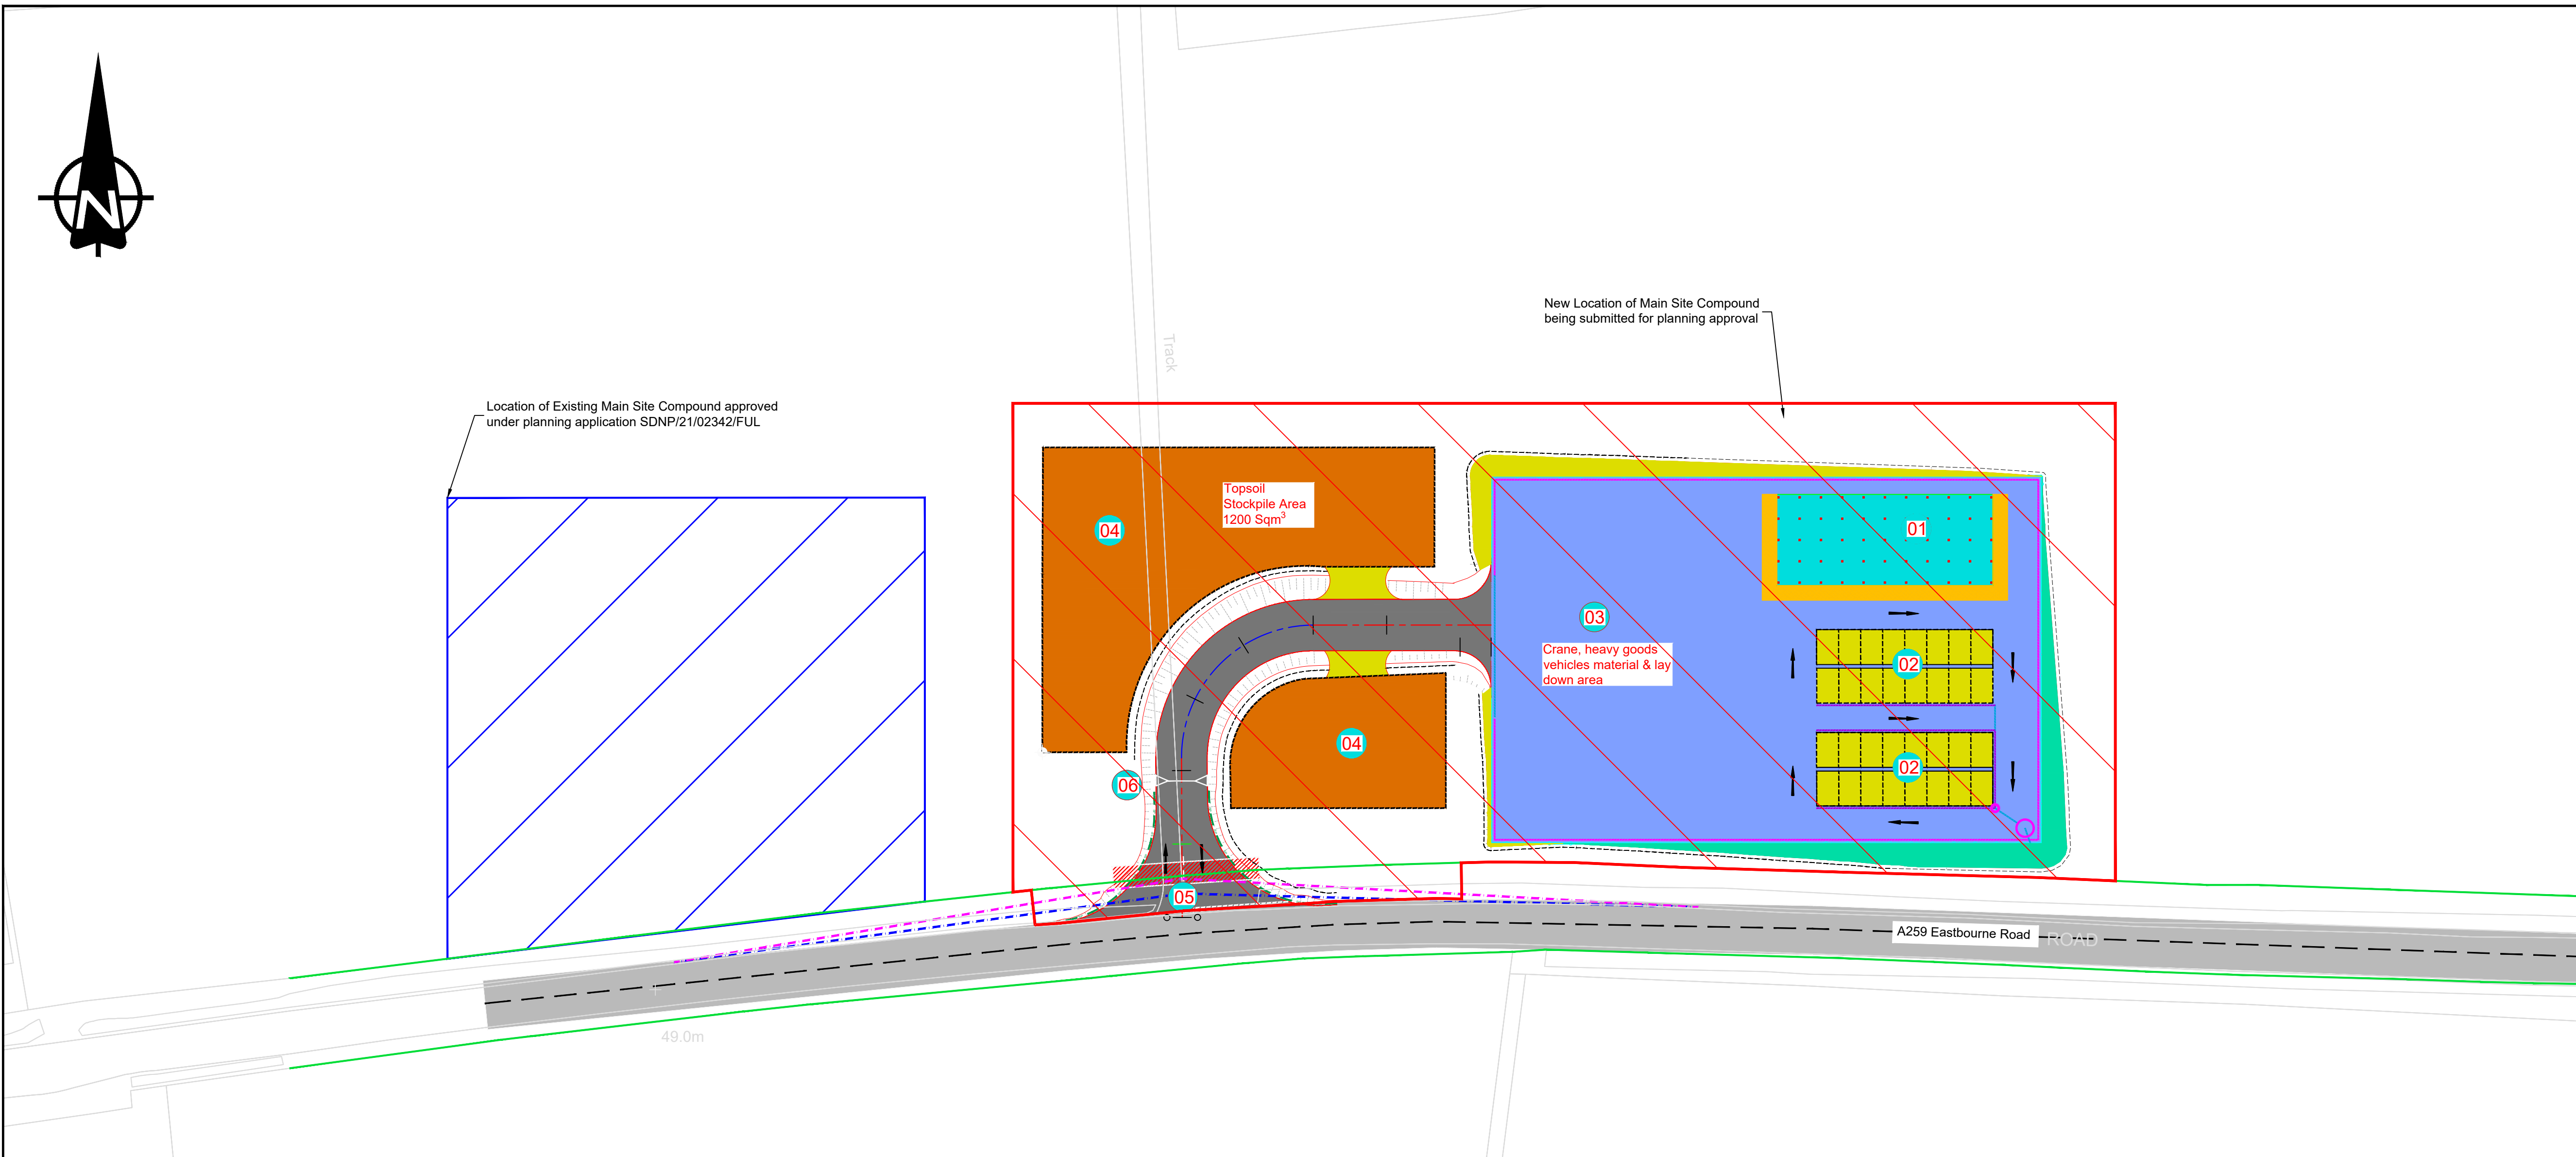 N
Track
New Location of Main Site Compound
being submitted for planning approval
Location of Existing Main Site Compound approved
under planning application SDNP/21/02342/FUL
Topsoil
Stockpile Area
1200 Sqm³
04
01
03
Crane, heavy goods
vehicles material & lay
down area
02
04
02
06
05
A259 Eastbourne Road
ROAD
49.0m